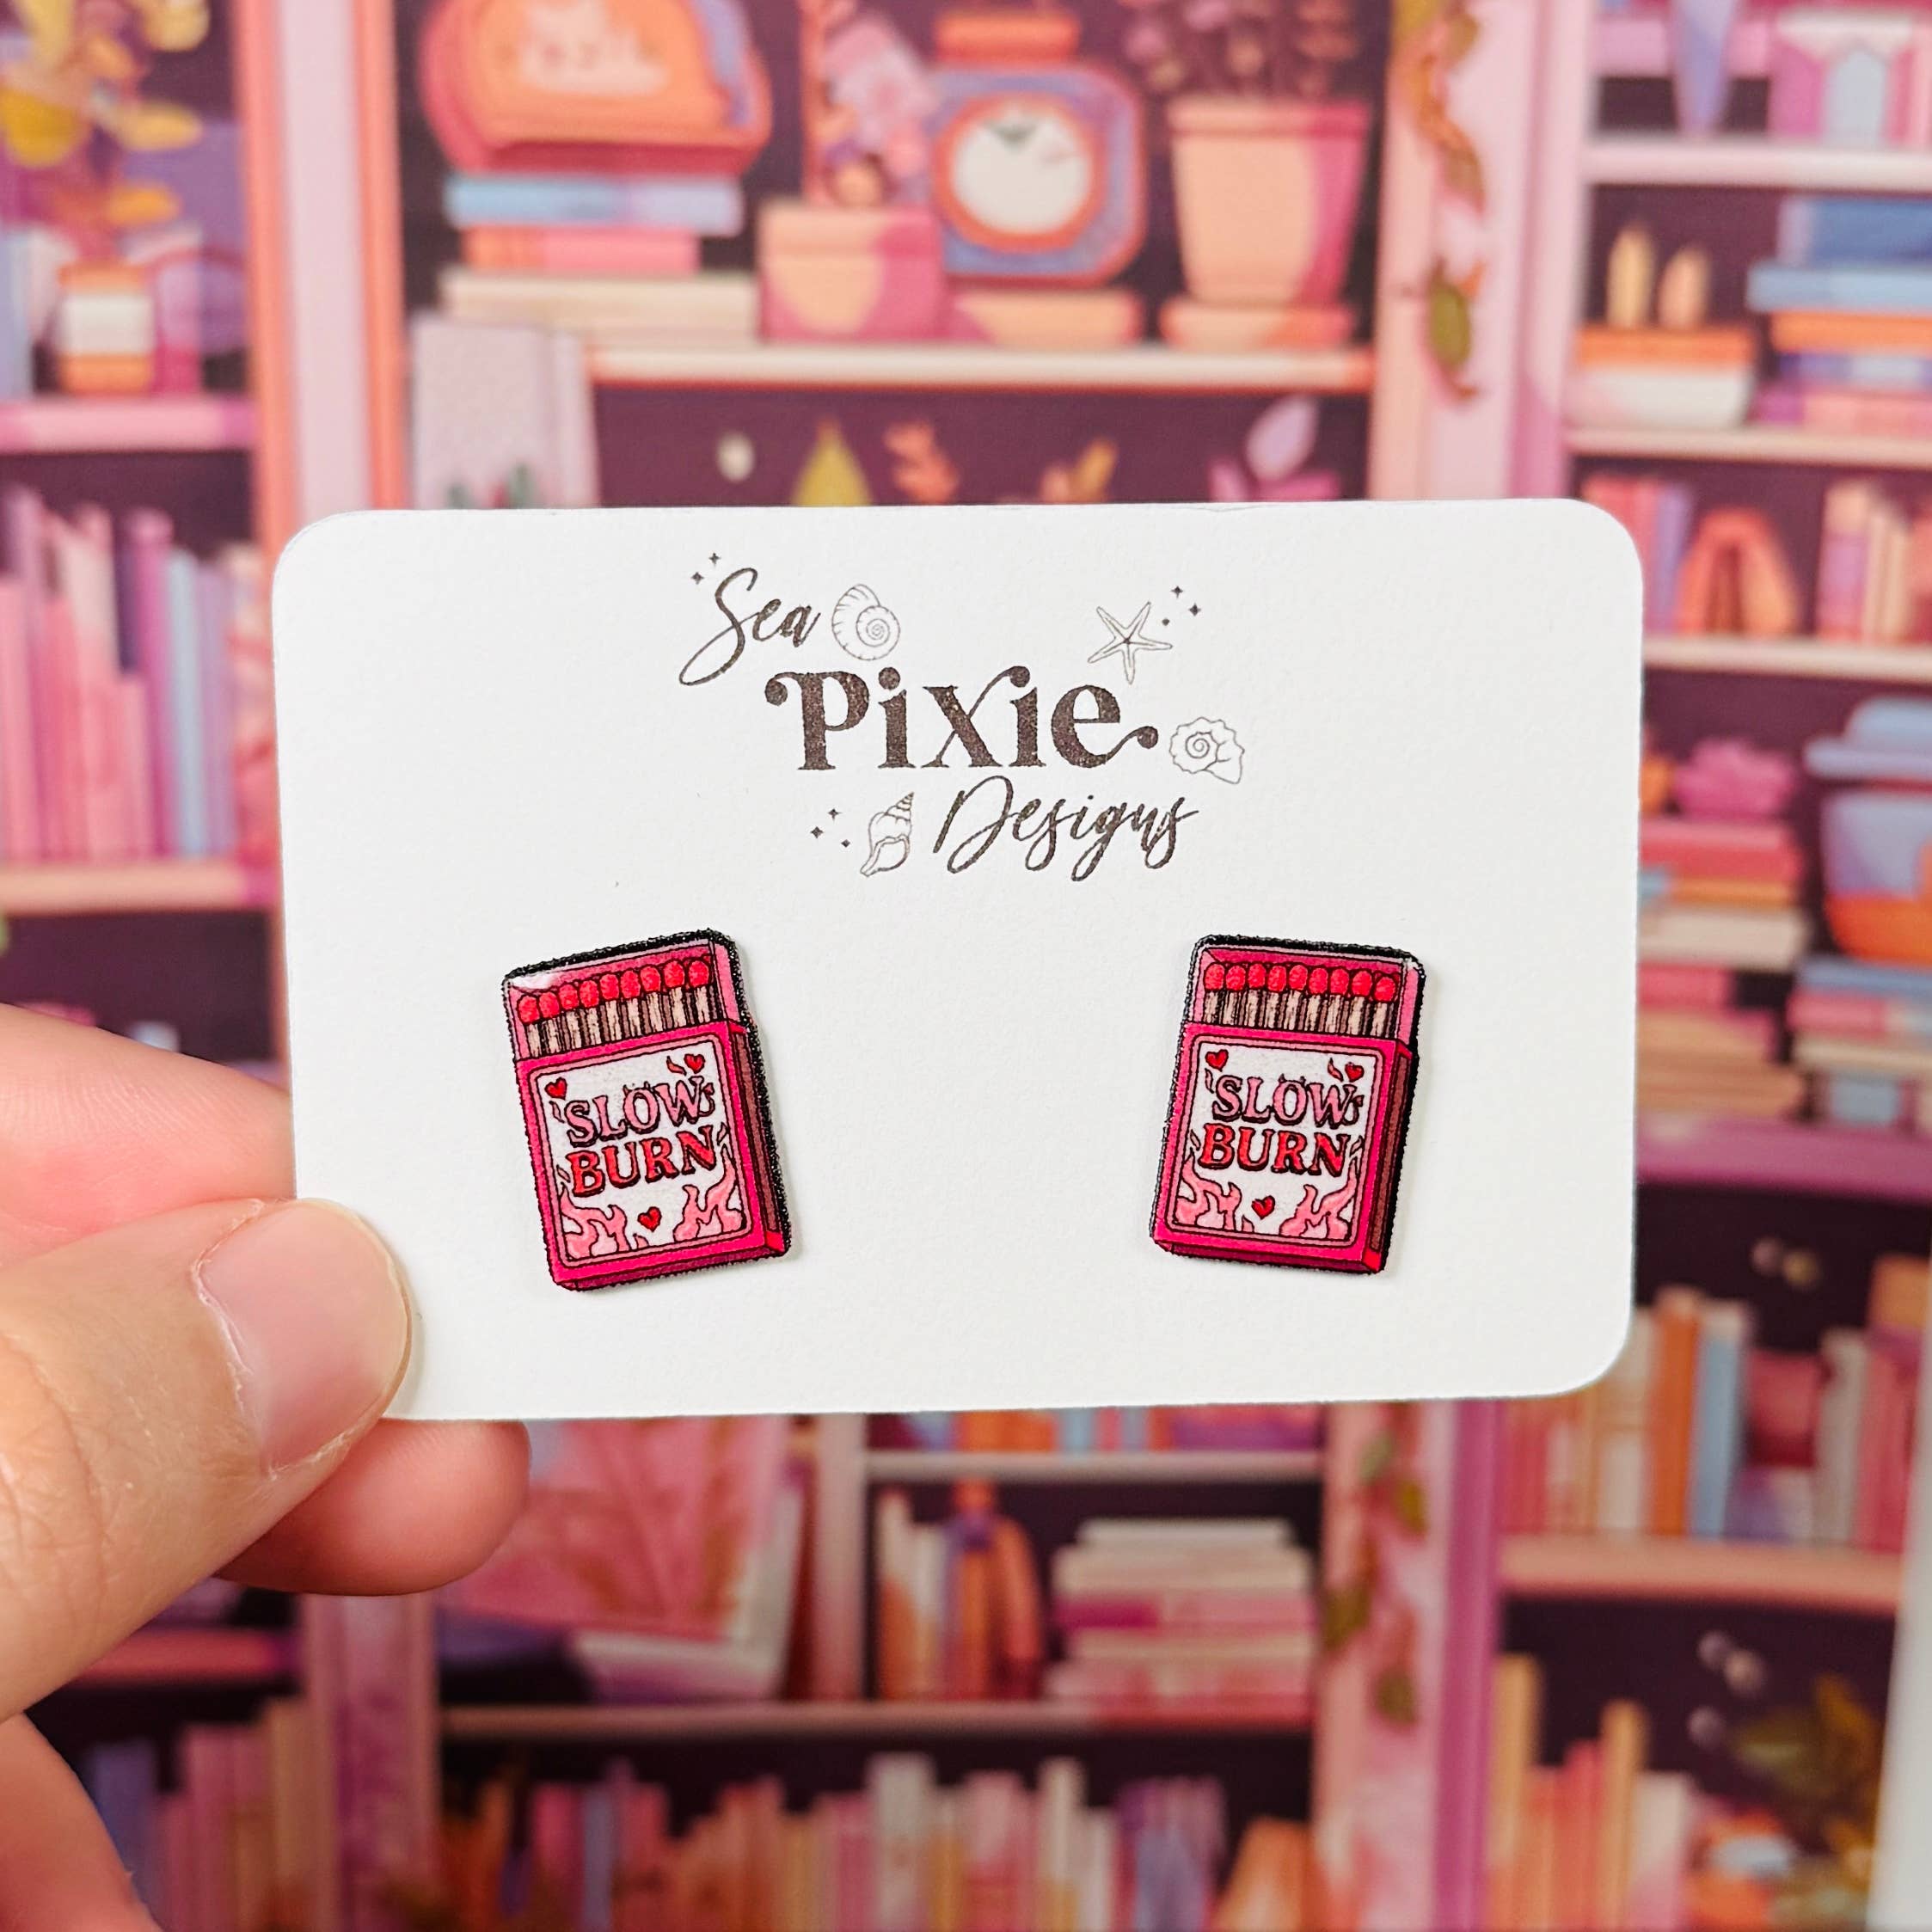 Sea
Pixie
Designs
SLOW
BURN
SLOW
BURN